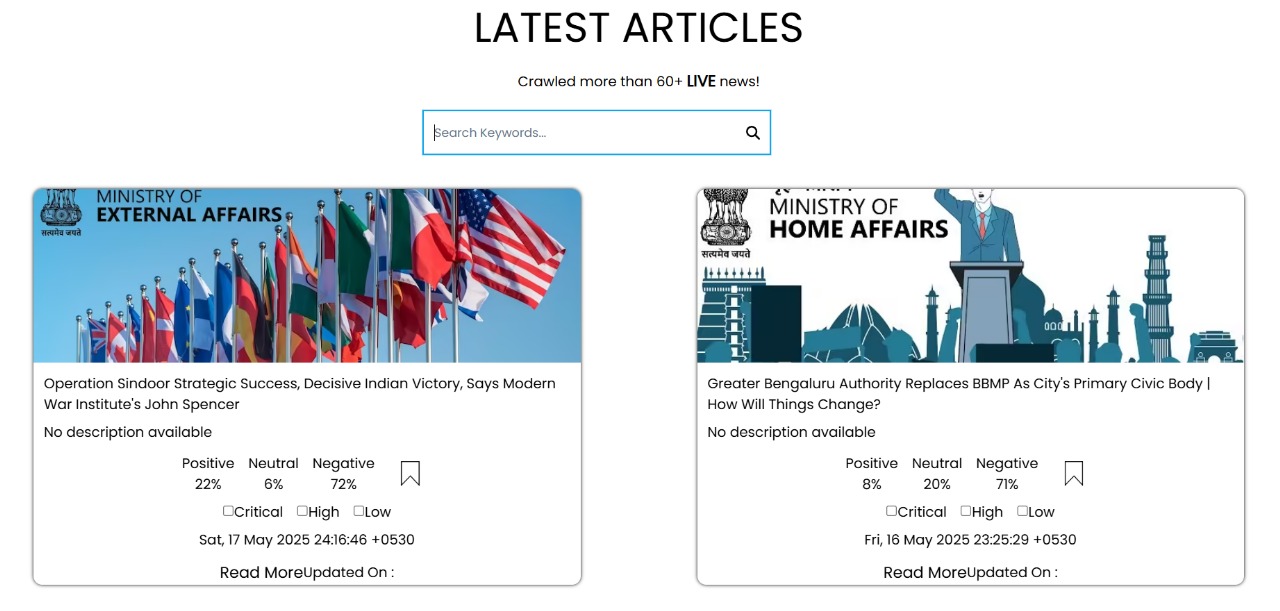 LATEST ARTICLES
Crawled more than 60+ LIVE news!
Search Keywords...
MINISTRY OF
EXTERNAL AFFAIRS
सत्यमेव जयते
Operation Sindoor Strategic Success, Decisive Indian Victory, Says Modern
War Institute's John Spencer
No description available
Positive Neutral Negative
22% 6% 72%
Critical High Low
Sat, 17 May 2025 24:16:46 +0530
Read MoreUpdated On :
MINISTRY OF
HOME AFFAIRS
सत्यमेव जयते
Greater Bengaluru Authority Replaces BBMP As City's Primary Civic Body |
How Will Things Change?
No description available
Positive Neutral Negative
8% 20% 71%
Critical High Low
Fri, 16 May 2025 23:25:29 +0530
Read MoreUpdated On :